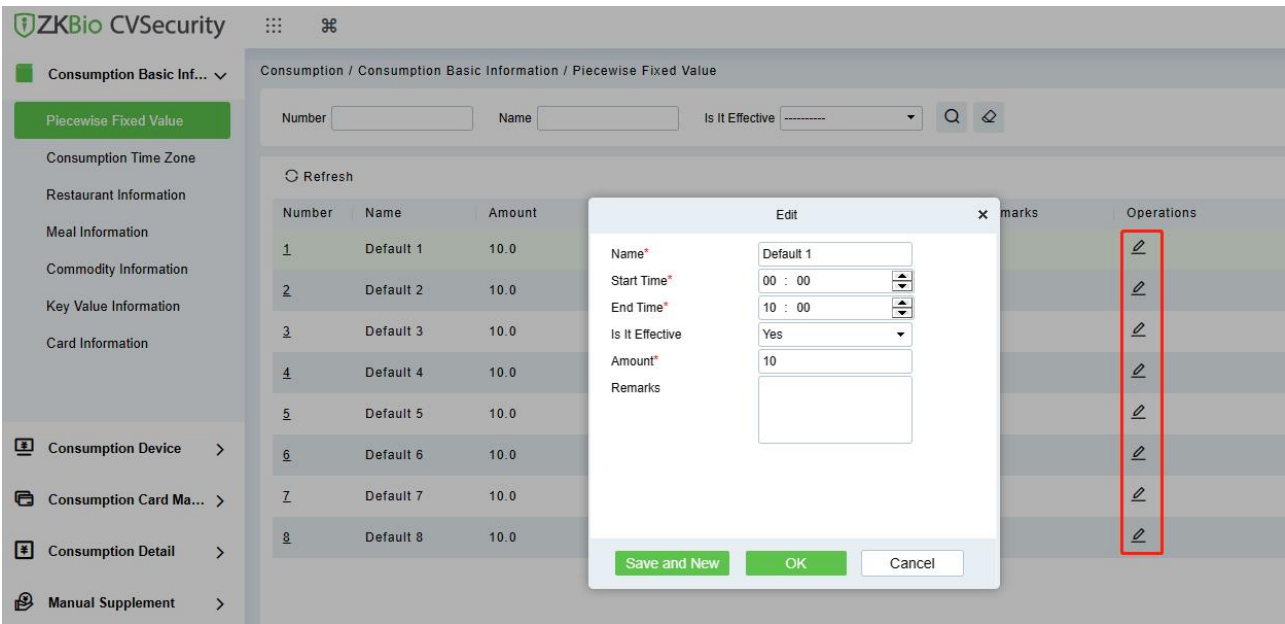 ZKBio CVSecurity
Consumption Basic Inf...
Piecewise Fixed Value
Consumption Time Zone
Restaurant Information
Meal Information
Commodity Information
Key Value Information
Card Information
Consumption Device
Consumption Card Ma...
Consumption Detail
Manual Supplement
Consumption / Consumption Basic Information / Piecewise Fixed Value
Number Name Is It Effective ----------
Refresh
Number Name Amount marks Operations
1 Default 1 10.0
2 Default 2 10.0
3 Default 3 10.0
4 Default 4 10.0
5 Default 5 10.0
6 Default 6 10.0
7 Default 7 10.0
8 Default 8 10.0
Edit
Name* Default 1
Start Time* 00 : 00
End Time* 10 : 00
Is It Effective Yes
Amount* 10
Remarks
Save and New OK Cancel